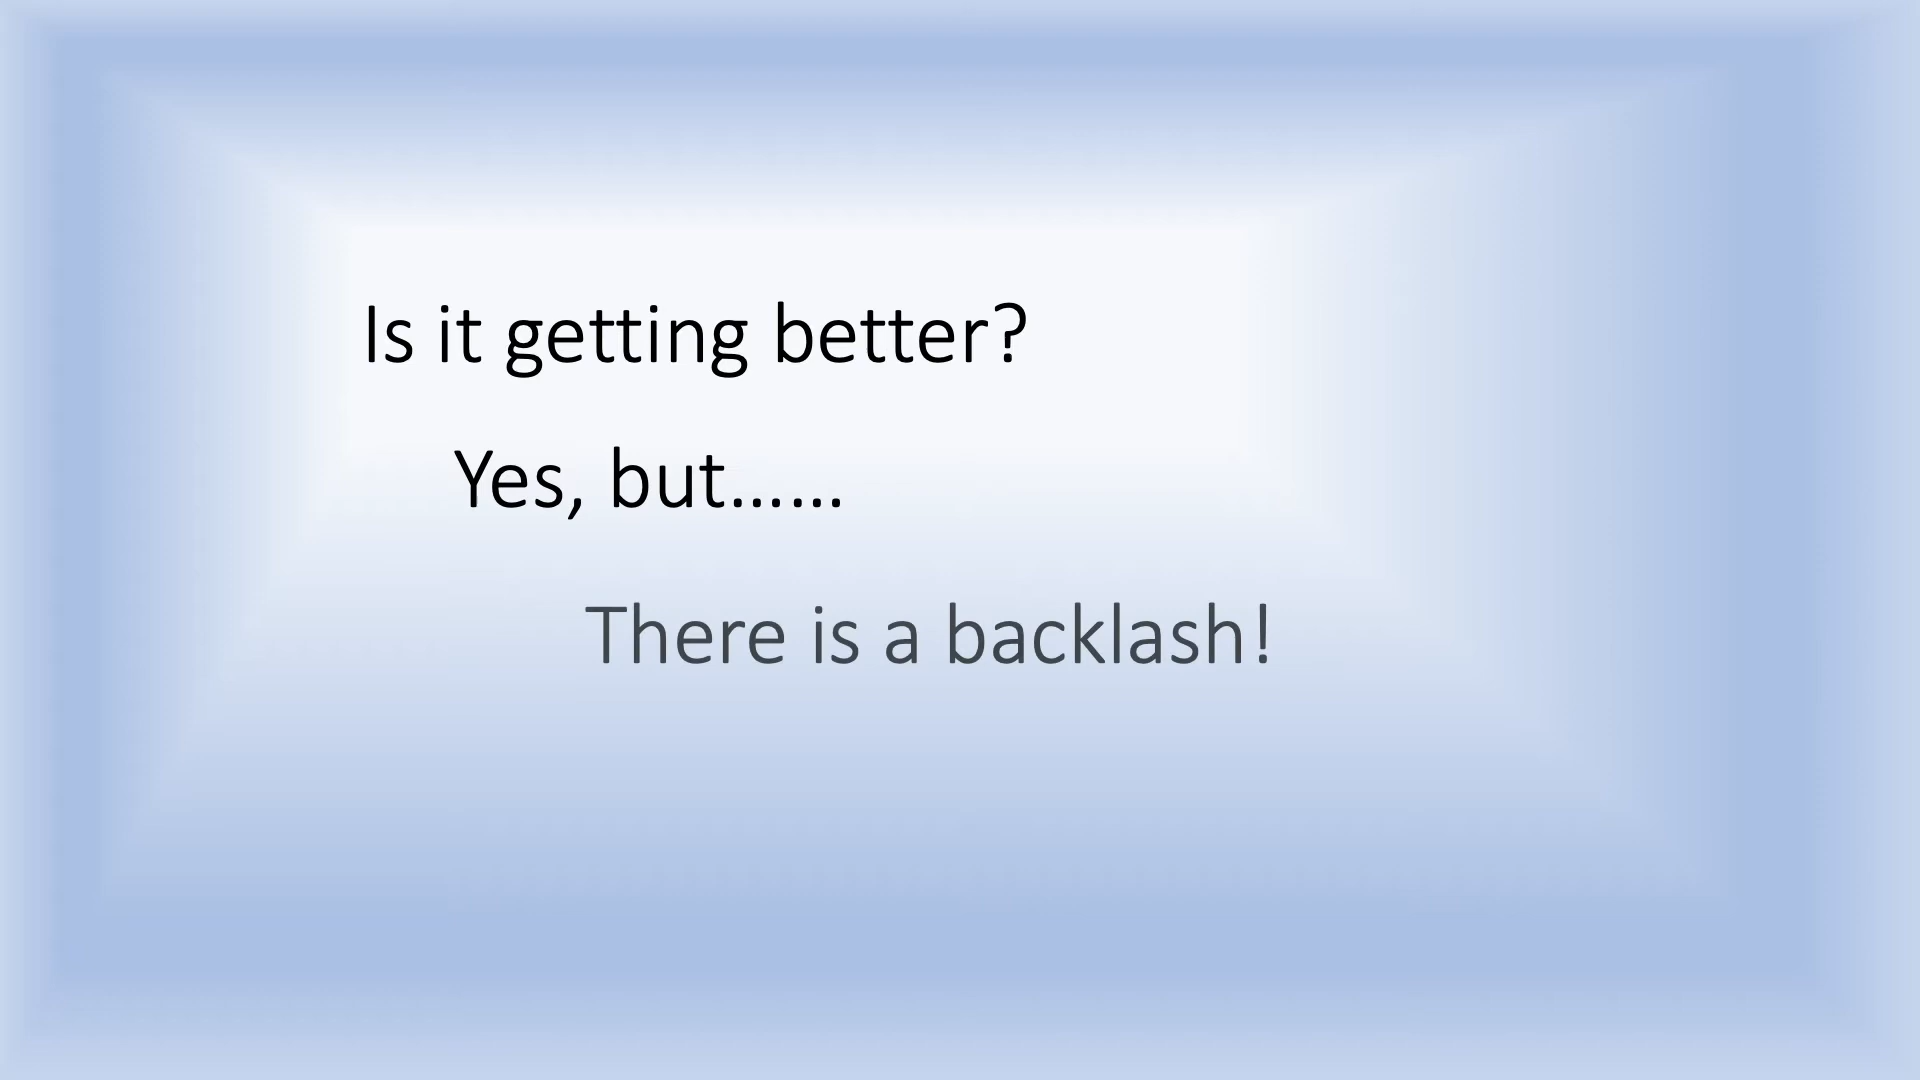 Is it getting better?
Yes, but……
There is a backlash!